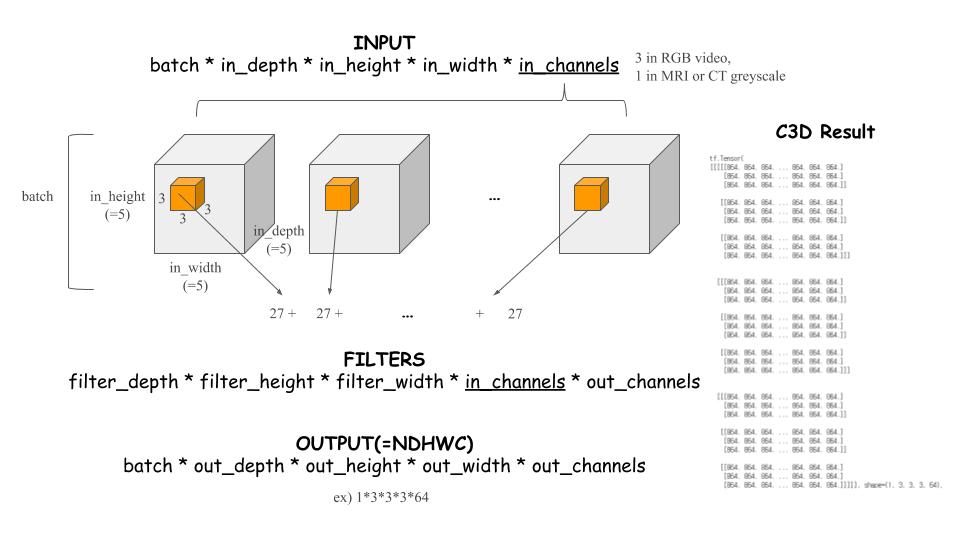 INPUT
batch * in_depth * in_height * in_width * in_channels
3 in RGB video,
1 in MRI or CT greyscale
batch
in_height
(=5)
3
3
3
in_width
(=5)
in_depth
(=5)
...
27 + 27 + ... + 27
FILTERS
filter_depth * filter_height * filter_width * in_channels * out_channels
OUTPUT(=NDHWC)
batch * out_depth * out_height * out_width * out_channels
ex) 1*3*3*3*64
C3D Result
tf.Tensor(
[[[[[864. 864. 864. ... 864. 864. 864.]
[864. 864. 864. ... 864. 864. 864.]
[864. 864. 864. ... 864. 864. 864.]]
[[864. 864. 864. ... 864. 864. 864.]
[864. 864. 864. ... 864. 864. 864.]
[864. 864. 864. ... 864. 864. 864.]]
[[864. 864. 864. ... 864. 864. 864.]
[864. 864. 864. ... 864. 864. 864.]
[864. 864. 864. ... 864. 864. 864.]]]
[[[864. 864. 864. ... 864. 864. 864.]
[864. 864. 864. ... 864. 864. 864.]
[864. 864. 864. ... 864. 864. 864.]]
[[864. 864. 864. ... 864. 864. 864.]
[864. 864. 864. ... 864. 864. 864.]
[864. 864. 864. ... 864. 864. 864.]]
[[864. 864. 864. ... 864. 864. 864.]
[864. 864. 864. ... 864. 864. 864.]
[864. 864. 864. ... 864. 864. 864.]]]
[[[864. 864. 864. ... 864. 864. 864.]
[864. 864. 864. ... 864. 864. 864.]
[864. 864. 864. ... 864. 864. 864.]]
[[864. 864. 864. ... 864. 864. 864.]
[864. 864. 864. ... 864. 864. 864.]
[864. 864. 864. ... 864. 864. 864.]]
[[864. 864. 864. ... 864. 864. 864.]
[864. 864. 864. ... 864. 864. 864.]
[864. 864. 864. ... 864. 864. 864.]]]]], shape=(1, 3, 3, 3, 64),